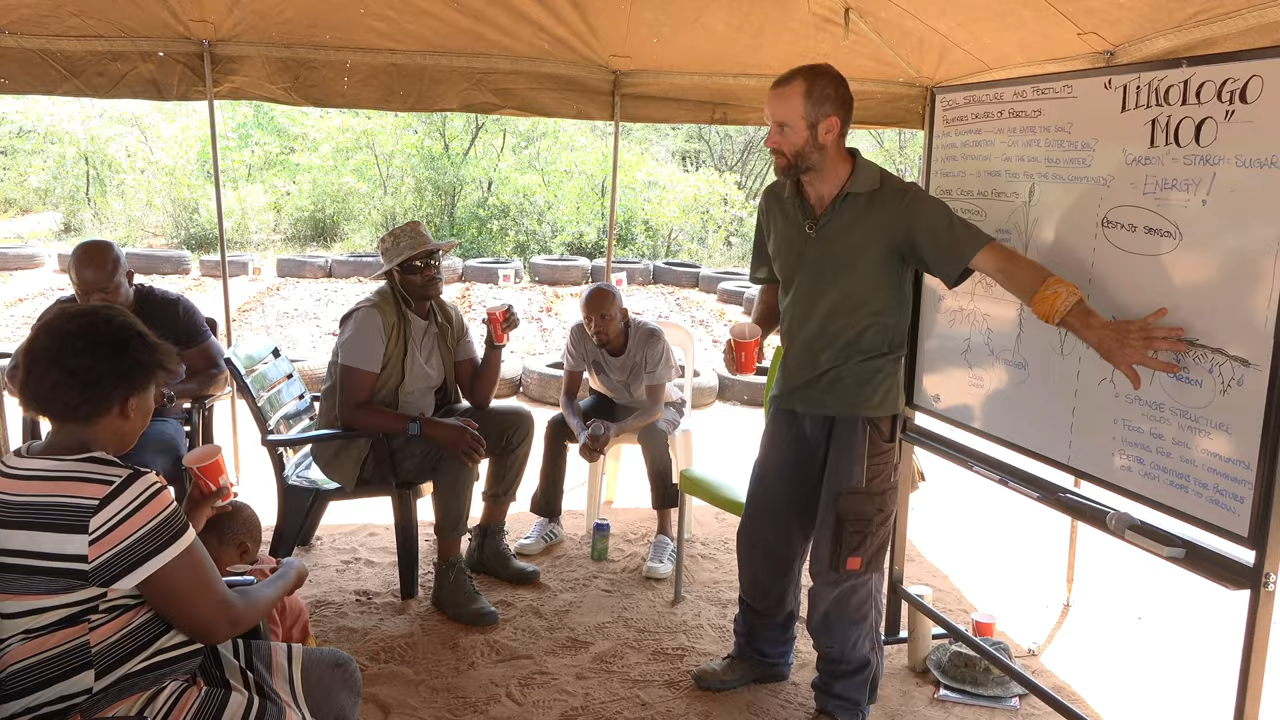 SOIL STRUCTURE AND FERTILITY
PRIMARY DRIVERS OF FERTILITY:
→ AIR EXCHANGE — CAN AIR ENTER THE SOIL?
→ WATER INFILTRATION — CAN WATER ENTER THE SOIL?
→ WATER RETENTION — CAN THE SOIL HOLD WATER?
→ FERTILITY — IS THERE FOOD FOR THE SOIL COMMUNITY?
COVER CROPS AND FERTILITY:
SEASON
NITROGEN
LIQUID
CARBON
"TIKOLOGO
MOO"
"CARBON" = STARCH = SUGAR
= ENERGY!
RESTING SEASON
CARBON
○ SPONGE STRUCTURE
HOLDS WATER
○ FOOD FOR SOIL COMMUNITY
○ HOMES FOR SOIL COMMUNITY
○ BETTER CONDITIONS FOR PASTURE
OR CASH CROPS TO GROW.